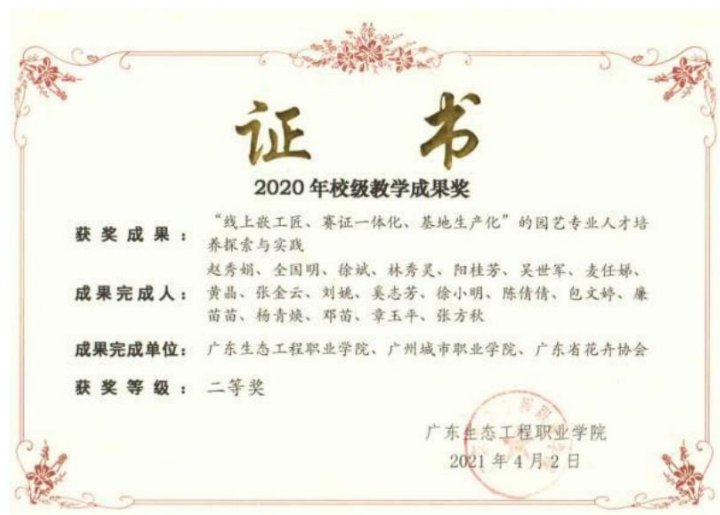 证 书
2020 年校级教学成果奖
获奖成果：“线上嵌工匠、赛证一体化、基地生产化”的园艺专业人才培
养探索与实践
赵秀娟、全国明、徐斌、林秀灵、阳桂芳、吴世军、麦任娣、
成果完成人：黄晶、张金云、刘姚、奚志芳、徐小明、陈倩倩、包文婷、廉
苗苗、杨青焕、邓苗、章玉平、张方秋
成果完成单位：广东生态工程职业学院、广州城市职业学院、广东省花卉协会
获奖等级：二等奖
广东生态工程职业学院
2021 年 4 月 2 日